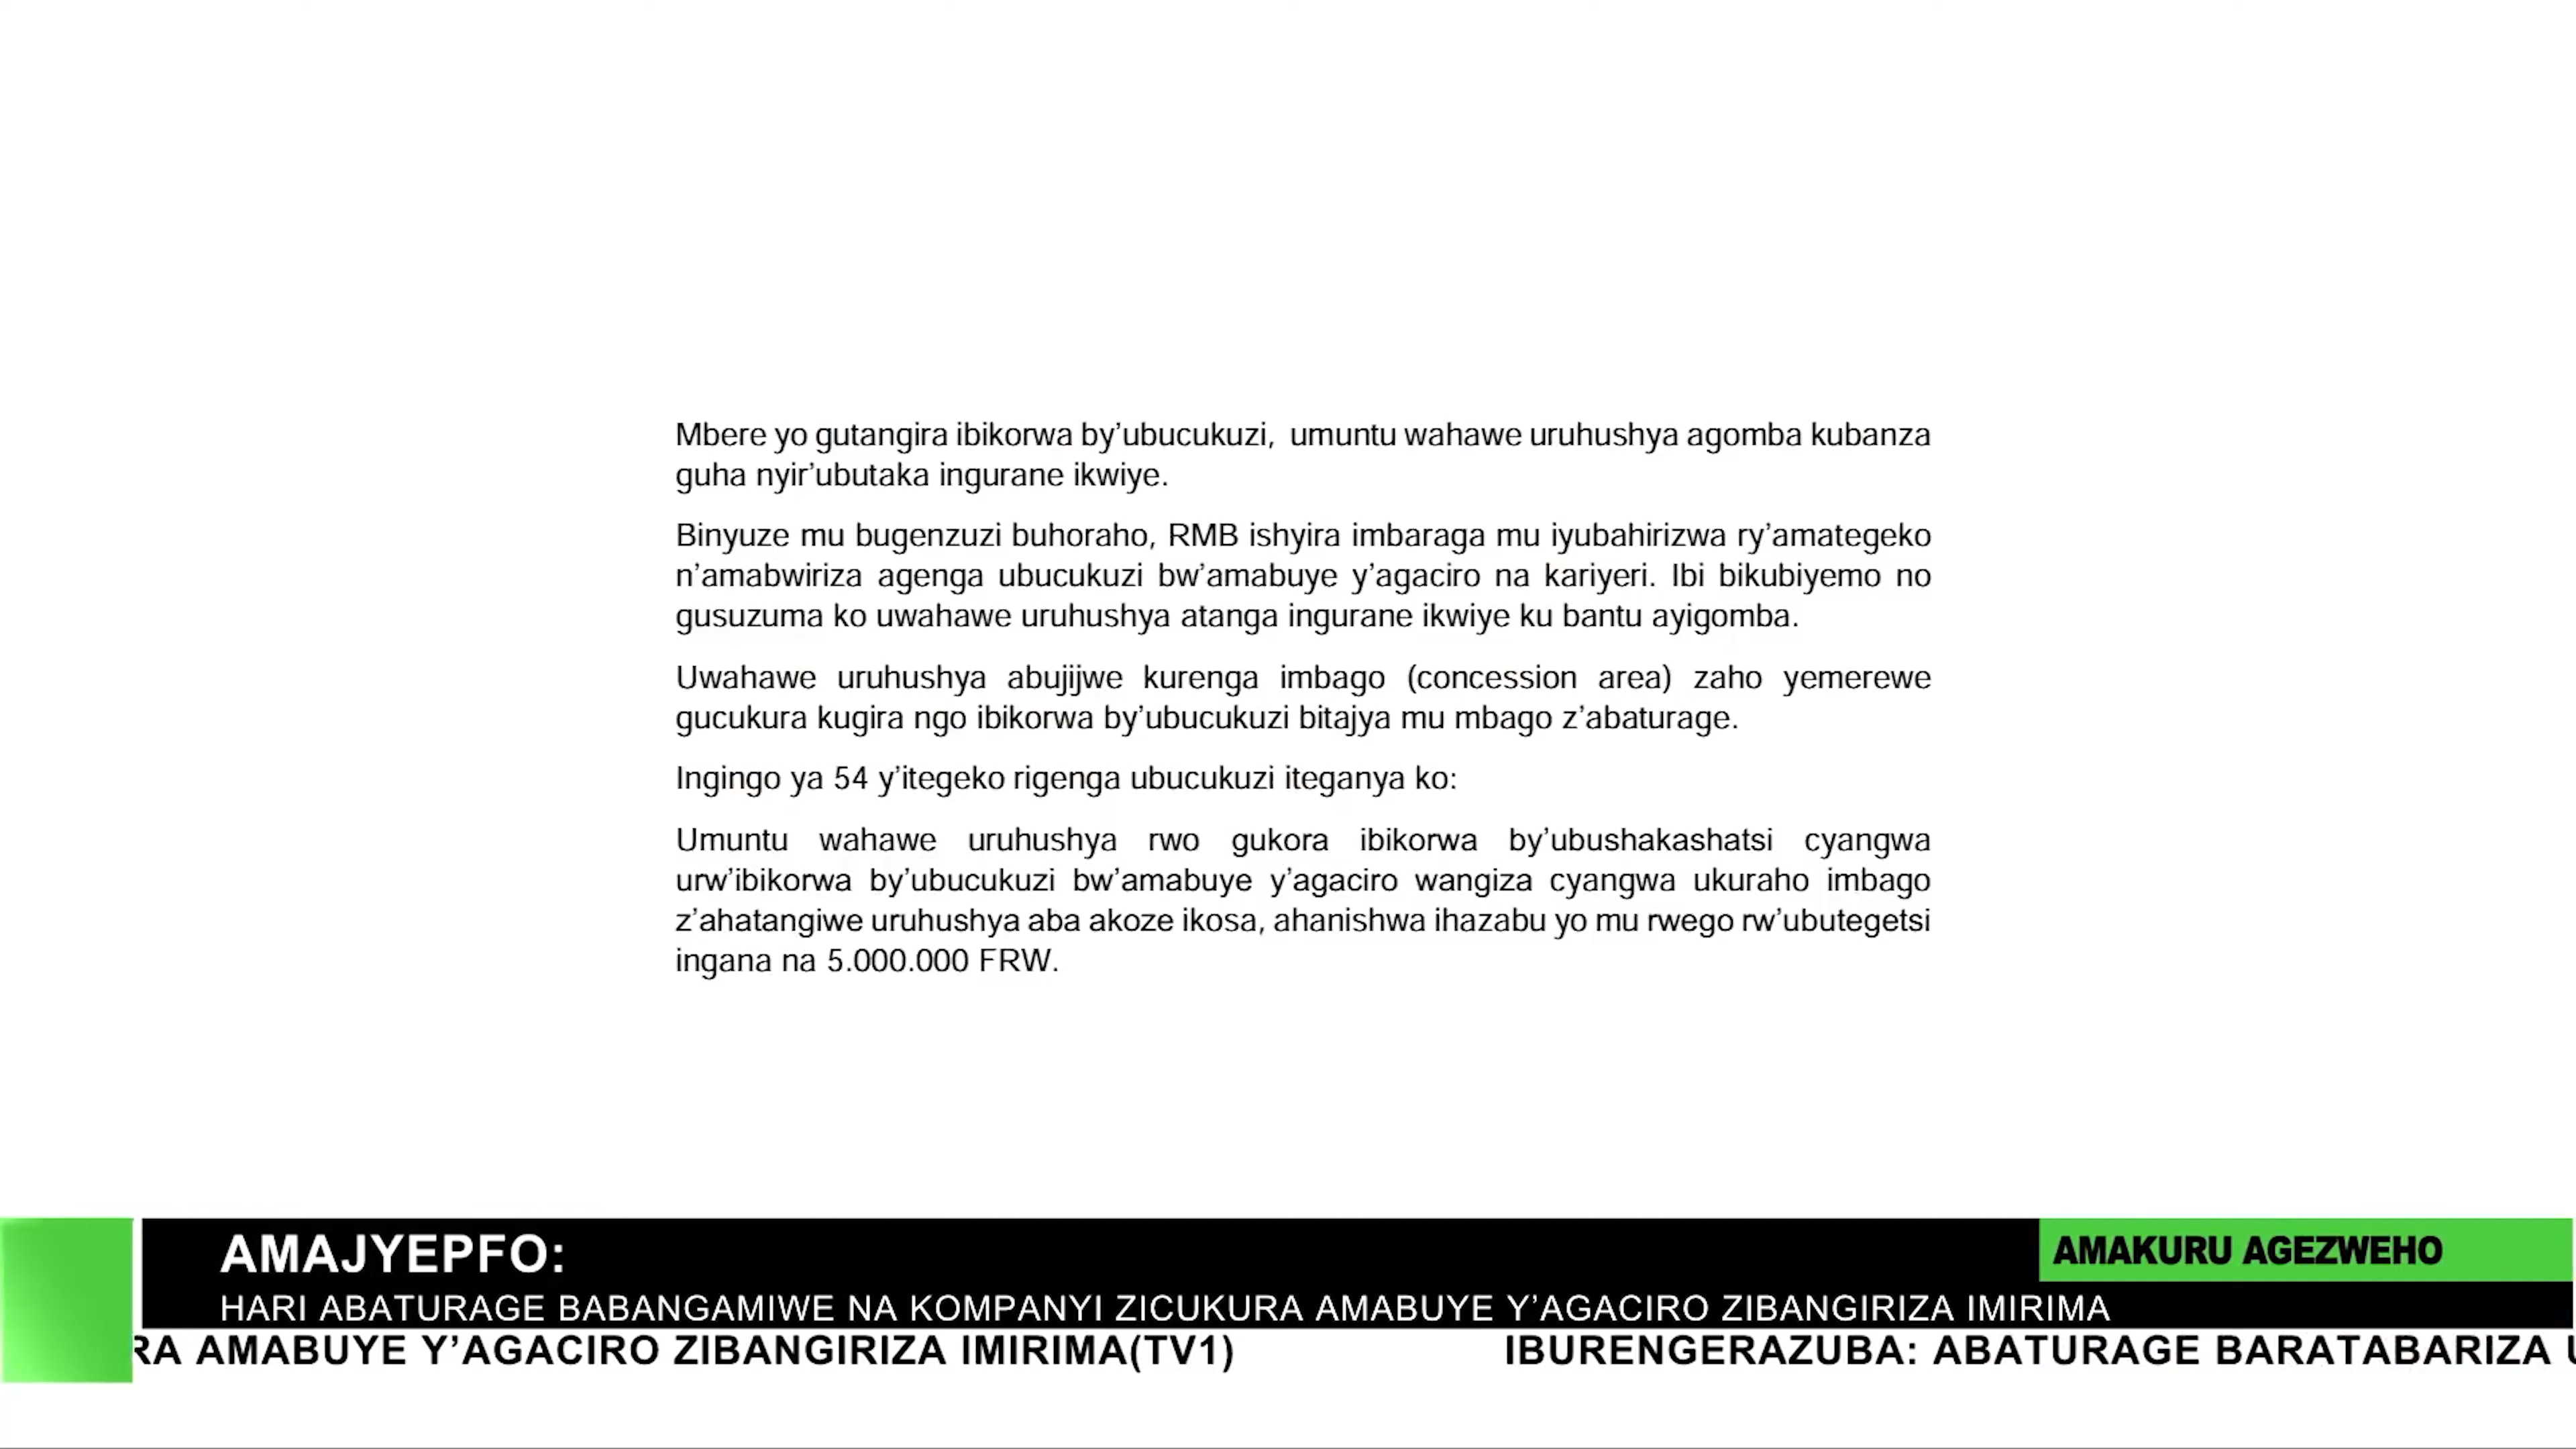 Mbere yo gutangira ibikorwa by’ubucukuzi, umuntu wahawe uruhushya agomba kubanza
guha nyir’ubutaka ingurane ikwiye.
Binyuze mu bugenzuzi buhoraho, RMB ishyira imbaraga mu iyubahirizwa ry’amategeko
n’amabwiriza agenga ubucukuzi bw’amabuye y’agaciro na kariyeri. Ibi bikubiyemo no
gusuzuma ko uwahawe uruhushya atanga ingurane ikwiye ku bantu ayigomba.
Uwahawe uruhushya abujijwe kurenga imbago (concession area) zaho yemerewe
gucukura kugira ngo ibikorwa by’ubucukuzi bitajya mu mbago z’abaturage.
Ingingo ya 54 y’itegeko rigenga ubucukuzi iteganya ko:
Umuntu wahawe uruhushya rwo gukora ibikorwa by’ubushakashatsi cyangwa
urw’ibikorwa by’ubucukuzi bw’amabuye y’agaciro wangiza cyangwa ukuraho imbago
z’ahatangiwe uruhushya aba akoze ikosa, ahanishwa ihazabu yo mu rwego rw’ubutegetsi
ingana na 5.000.000 FRW.
AMAJYEPFO:
AMAKURU AGEZWEHO
HARI ABATURAGE BABANGAMIWE NA KOMPANYI ZICUKURA AMABUYE Y’AGACIRO ZIBANGIRIZA IMIRIMA
RA AMABUYE Y’AGACIRO ZIBANGIRIZA IMIRIMA(TV1) IBURENGERAZUBA: ABATURAGE BARATABARIZA